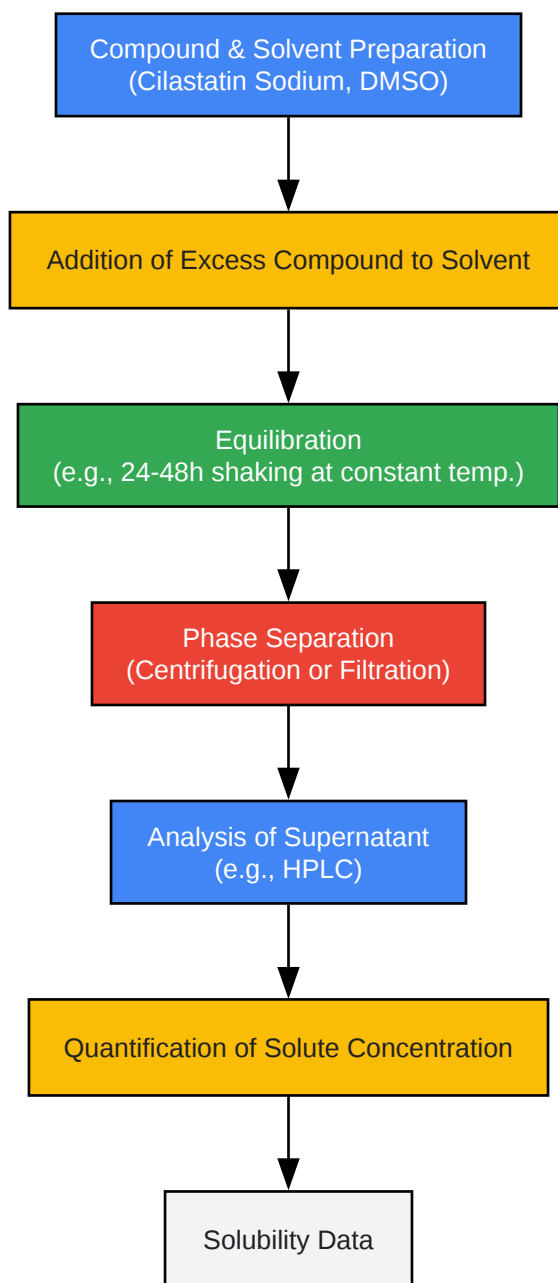 Compound & Solvent Preparation
(Cilastatin Sodium, DMSO)
Addition of Excess Compound to Solvent
Equilibration
(e.g., 24-48h shaking at constant temp.)
Phase Separation
(Centrifugation or Filtration)
Analysis of Supernatant
(e.g., HPLC)
Quantification of Solute Concentration
Solubility Data